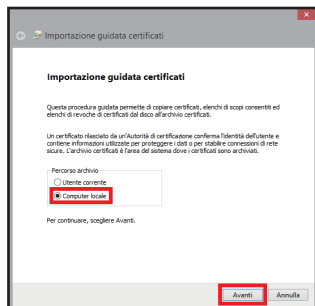 Importazione guidata certificati
Importazione guidata certificati
Questa procedura guidata permette di copiare certificati, elenchi di scopi consentiti ed
elenchi di revoche di certificati dal disco all'archivio certificati.
Un certificato rilasciato da un'Autorità di certificazione conferma l'identità dell'utente e
contiene informazioni utilizzate per proteggere i dati o per stabilire connessioni di rete
sicure. L'archivio certificati è l'area del sistema dove i certificati sono archiviati.
Percorso archivio
Utente corrente
Computer locale
Per continuare, scegliere Avanti.
Avanti Annulla